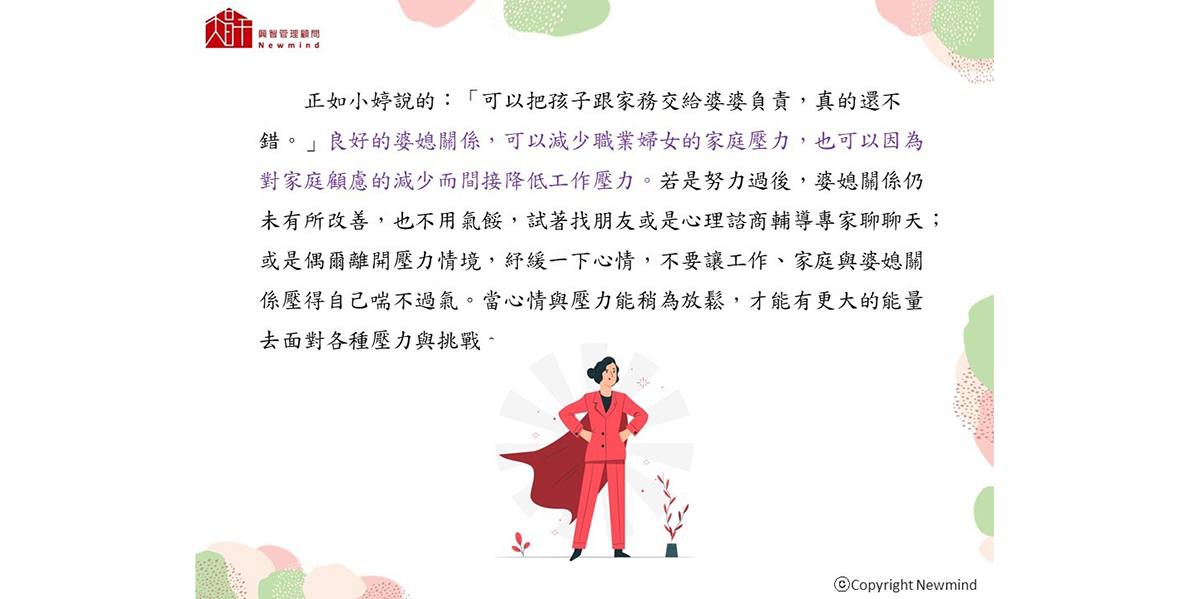 興智管理顧問
Newmind
正如小婷說的：「可以把孩子跟家務交給婆婆負責，真的還不
錯。」良好的婆媳關係，可以減少職業婦女的家庭壓力，也可以因為
對家庭顧慮的減少而間接降低工作壓力。若是努力過後，婆媳關係仍
未有所改善，也不用氣餒，試著找朋友或是心理諮商輔導專家聊聊天；
或是偶爾離開壓力情境，紓緩一下心情，不要讓工作、家庭與婆媳關
係壓得自己喘不過氣。當心情與壓力能稍為放鬆，才能有更大的能量
去面對各種壓力與挑戰。
ⓒCopyright Newmind